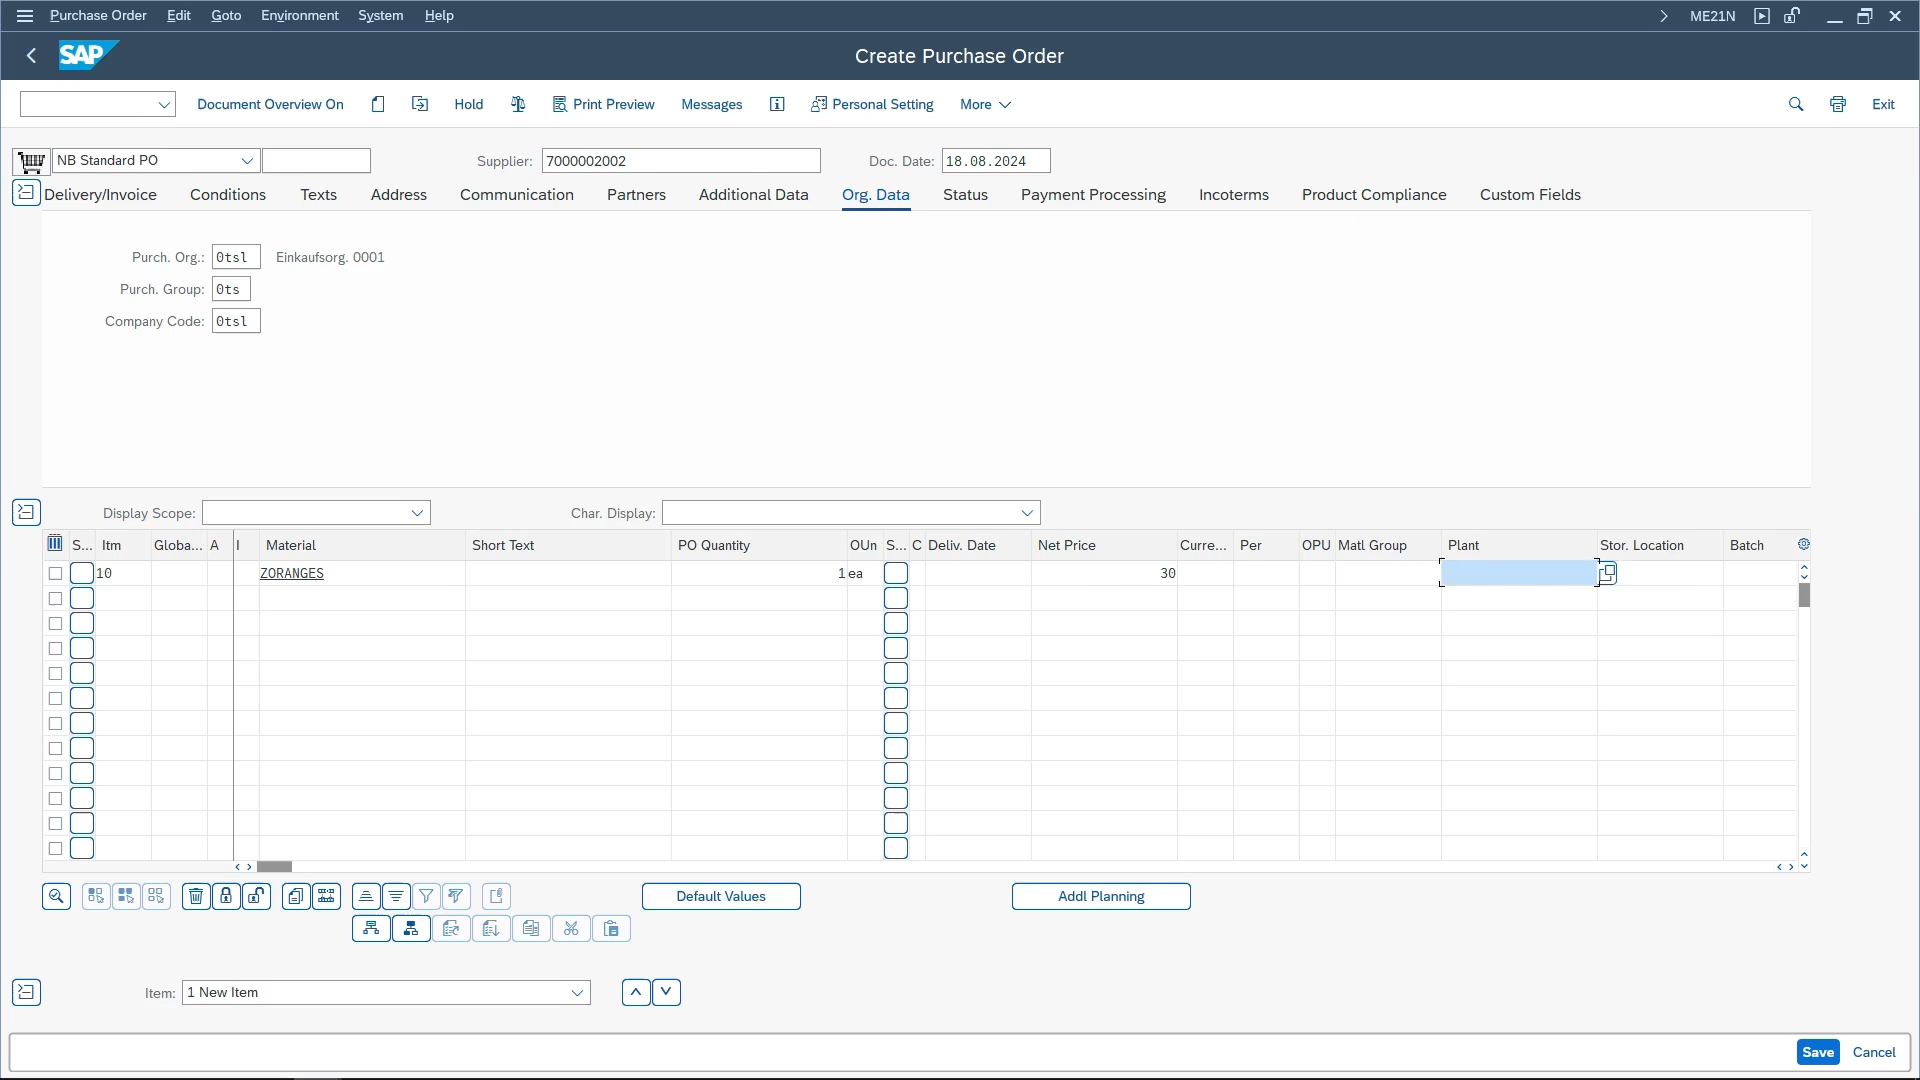 Purchase Order Edit Goto Environment System Help ME21N
SAP Create Purchase Order
Document Overview On Hold Print Preview Messages Personal Setting More Exit
NB Standard PO Supplier: 7000002002 Doc. Date: 18.08.2024
Delivery/Invoice Conditions Texts Address Communication Partners Additional Data Org. Data Status Payment Processing Incoterms Product Compliance Custom Fields
Purch. Org.: 0tsl Einkaufsorg. 0001
Purch. Group: 0ts
Company Code: 0tsl
Display Scope: Char. Display:
S... Itm Globa... A I Material Short Text PO Quantity OUn S... C Deliv. Date Net Price Curre... Per OPU Matl Group Plant Stor. Location Batch
10 ZORANGES 1 ea 30
Default Values Addl Planning
Item: 1 New Item
Save Cancel